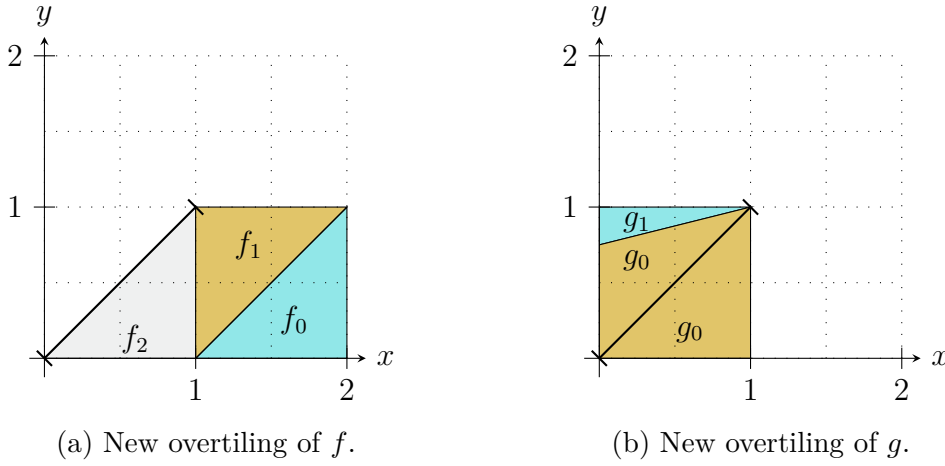 y
2
1
f₁
f₀
f₂
x
1
2
(a) New overtiling of f.
y
2
1
g₁
g₀
g₀
x
1
2
(b) New overtiling of g.